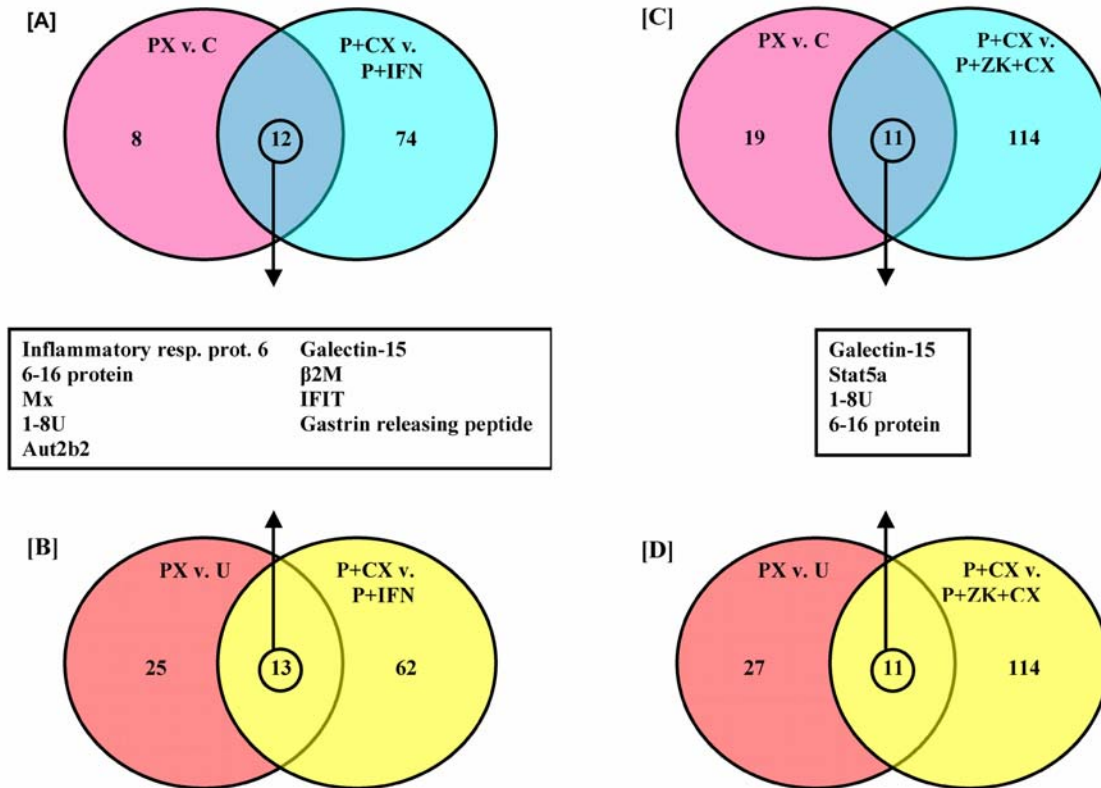 [A]
PX v. C
P+CX v.
P+IFN
8
12
74
[C]
PX v. C
P+CX v.
P+ZK+CX
19
11
114
Inflammatory resp. prot. 6
6-16 protein
Mx
1-8U
Aut2b2
Galectin-15
β2M
IFIT
Gastrin releasing peptide
Galectin-15
Stat5a
1-8U
6-16 protein
[B]
PX v. U
P+CX v.
P+IFN
25
13
62
[D]
PX v. U
P+CX v.
P+ZK+CX
27
11
114